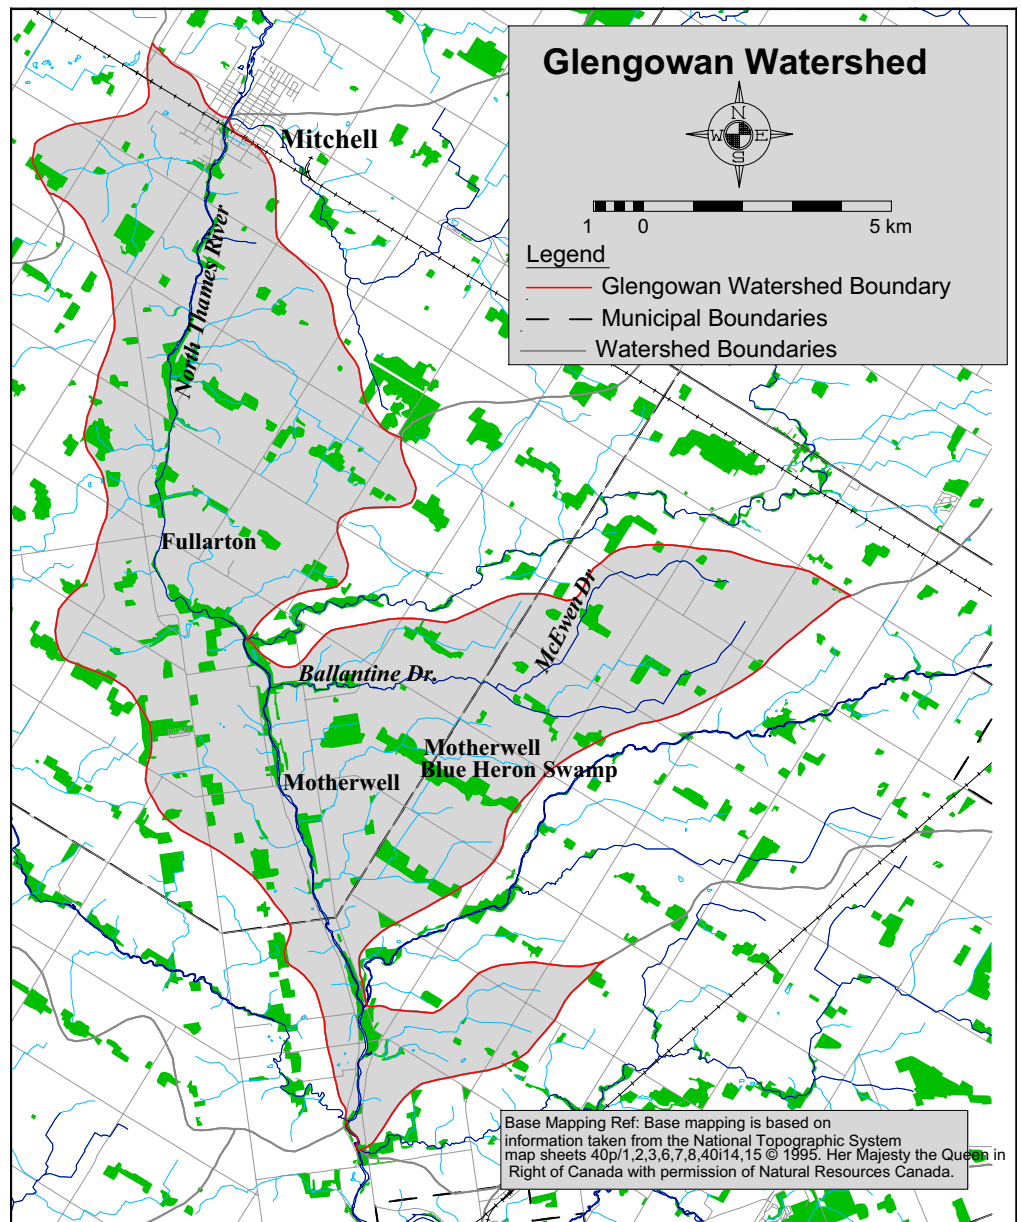 Glengowan Watershed
N
W E
S
1 0 5 km
Legend
Glengowan Watershed Boundary
Municipal Boundaries
Watershed Boundaries
Mitchell
North Thames River
Fullarton
McEwen Dr
Ballantine Dr.
Motherwell
Blue Heron Swamp
Motherwell
Base Mapping Ref: Base mapping is based on
information taken from the National Topographic System
map sheets 40p/1,2,3,6,7,8,40i14,15 © 1995. Her Majesty the Queen in
Right of Canada with permission of Natural Resources Canada.